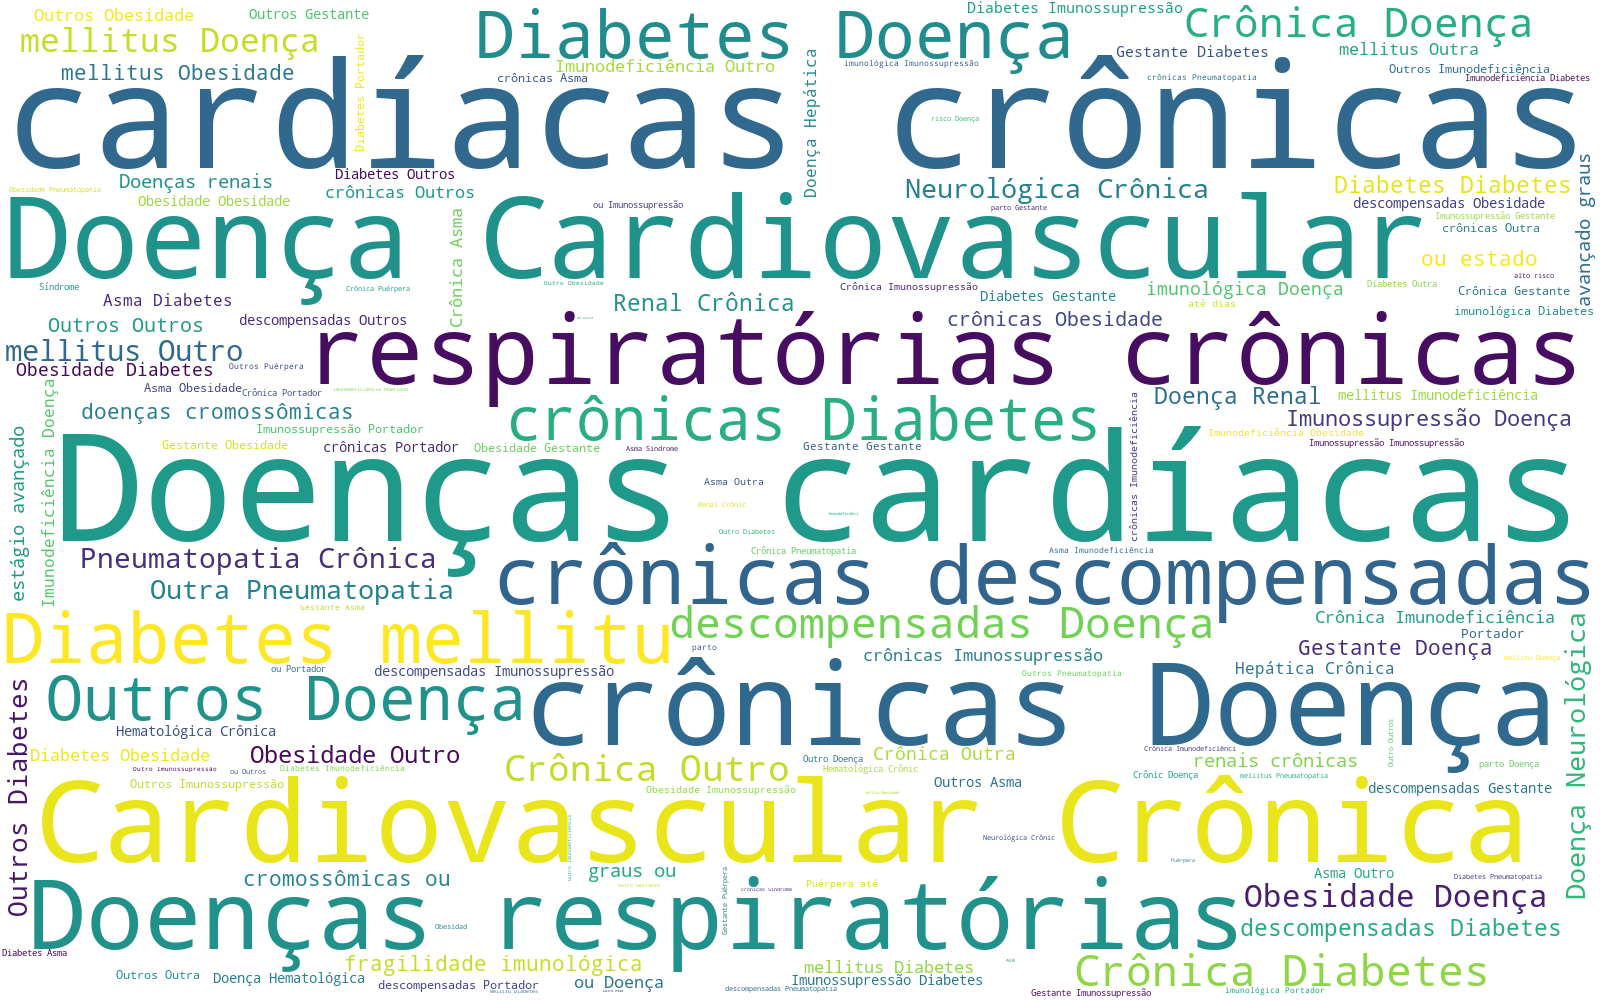 Outros Obesidade
Outros Gestante
Diabetes
Doença
Diabetes Imunossupressão
Crônica Doença
mellitus Doença
Gestante Diabetes
mellitus Outra
mellitus Obesidade
Diabetes Portador
crônicas Asma
Imunodeficiência Outro
Doença Hepática
imunológica Imunossupressão
crônicas Pneumatopatia
Outros Imunodeficiência
Imunodeficiência Diabetes
cardíacas
crônicas
risco Doença
Obesidade Pneumatopatia
Doenças renais
Diabetes Outros
crônicas Outros
Obesidade Obesidade
ou Imunossupressão
Neurológica Crônica
parto Gestante
Diabetes Diabetes
descompensadas Obesidade
avançado graus
Doença
Crônica Asma
Cardiovascular
Imunossupressão Gestante
crônicas Outra
ou estado
alto risco
Síndrome
Crônica Puérpera
Outro Obesidade
Crônica Imunossupressão
imunológica Doença
Diabetes Outra
Crônica Gestante
Asma Diabetes
Renal Crônica
Diabetes Gestante
até dias
imunológica Diabetes
Outros Outros
descompensadas Outros
crônicas Obesidade
mellitus Outro
respiratórias crônicas
Obesidade Diabetes
Outros Puérpera
Asma Obesidade
Crônica Portador
Imunodeficiência Obesidade
Doença Renal
mellitus Imunodeficiência
doenças cromossômicas
crônicas Diabetes
Imunossupressão Doença
Imunossupressão Portador
Imunodeficiência Doença
estágio avançado
Gestante Obesidade
crônicas Portador
Obesidade Gestante
Asma Síndrome
Gestante Gestante
crônicas Imunodeficiência
Imunodeficiência Obesidade
Imunossupressão Imunossupressão
Doenças cardíacas
Asma Outra
Renai Crônic
Imunodeficiênci
Outro Diabetes
Pneumatopatia Crônica
Crônica Pneumatopatia
Asma Imunodeficiência
Outra Pneumatopatia
crônicas descompensadas
Gestante Asma
Diabetes mellitu
descompensadas Doença
Crônica Imunodeficiência
Portador
Doença Neurológica
parto
Gestante Doença
ou Portador
descompensadas Imunossupressão
crônicas Imunossupressão
mellitu Doença
Hepática Crônica
Outros Pneumatopatia
Outros Diabetes
Outros Doença
crônicas Doença
Hematológica Crônica
Outros Outro
Diabetes Obesidade
Obesidade Outro
Crônica Outra
Outro Doença
Crônica Imunodeficiênci
renais crônicas
parto Doença
Outro Imunossupressão
ou Outros
Diabetes Imunodeficiência
Crônica Outro
Hematológica Crônic
Crônic Doença
mellitus Pneumatopatia
Outros Imunossupressão
Obesidade Imunossupressão
Outros Asma
descompensadas Gestante
Cardiovascular Crônica
Outro Imunodeficiência
Neurológica Crônic
Puérpera
graus ou
cromossômicas ou
Outro Gestante
Gestante Puérpera
crônicas Síndrome
Puérpera até
Asma Outro
Diabetes Pneumatopatia
Doenças respiratórias
Obesidade Doença
Obesidad
descompensadas Diabetes
Diabetes Asma
fragilidade imunológica
mellitus Diabetes
Outros Outra
Doença Hematológica
descompensadas Portador
mellitu Diabetes
ou Doença
descompensadas Pneumatopatia
Imunossupressão Diabetes
Crônica Diabetes
Gestante Imunossupressão
imunológica Portador